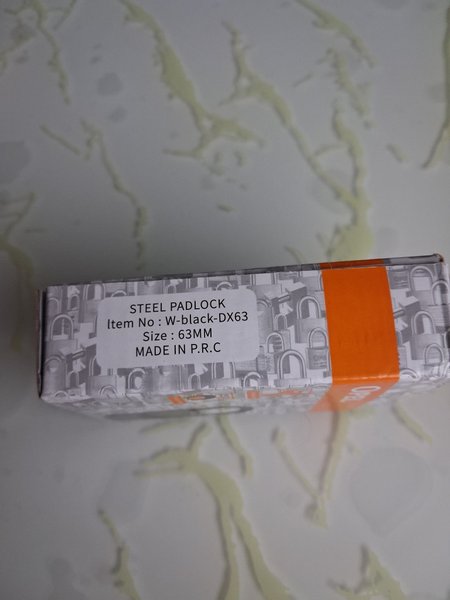 STEEL PADLOCK
Item No : W-black-DX63
Size : 63MM
MADE IN P.R.C